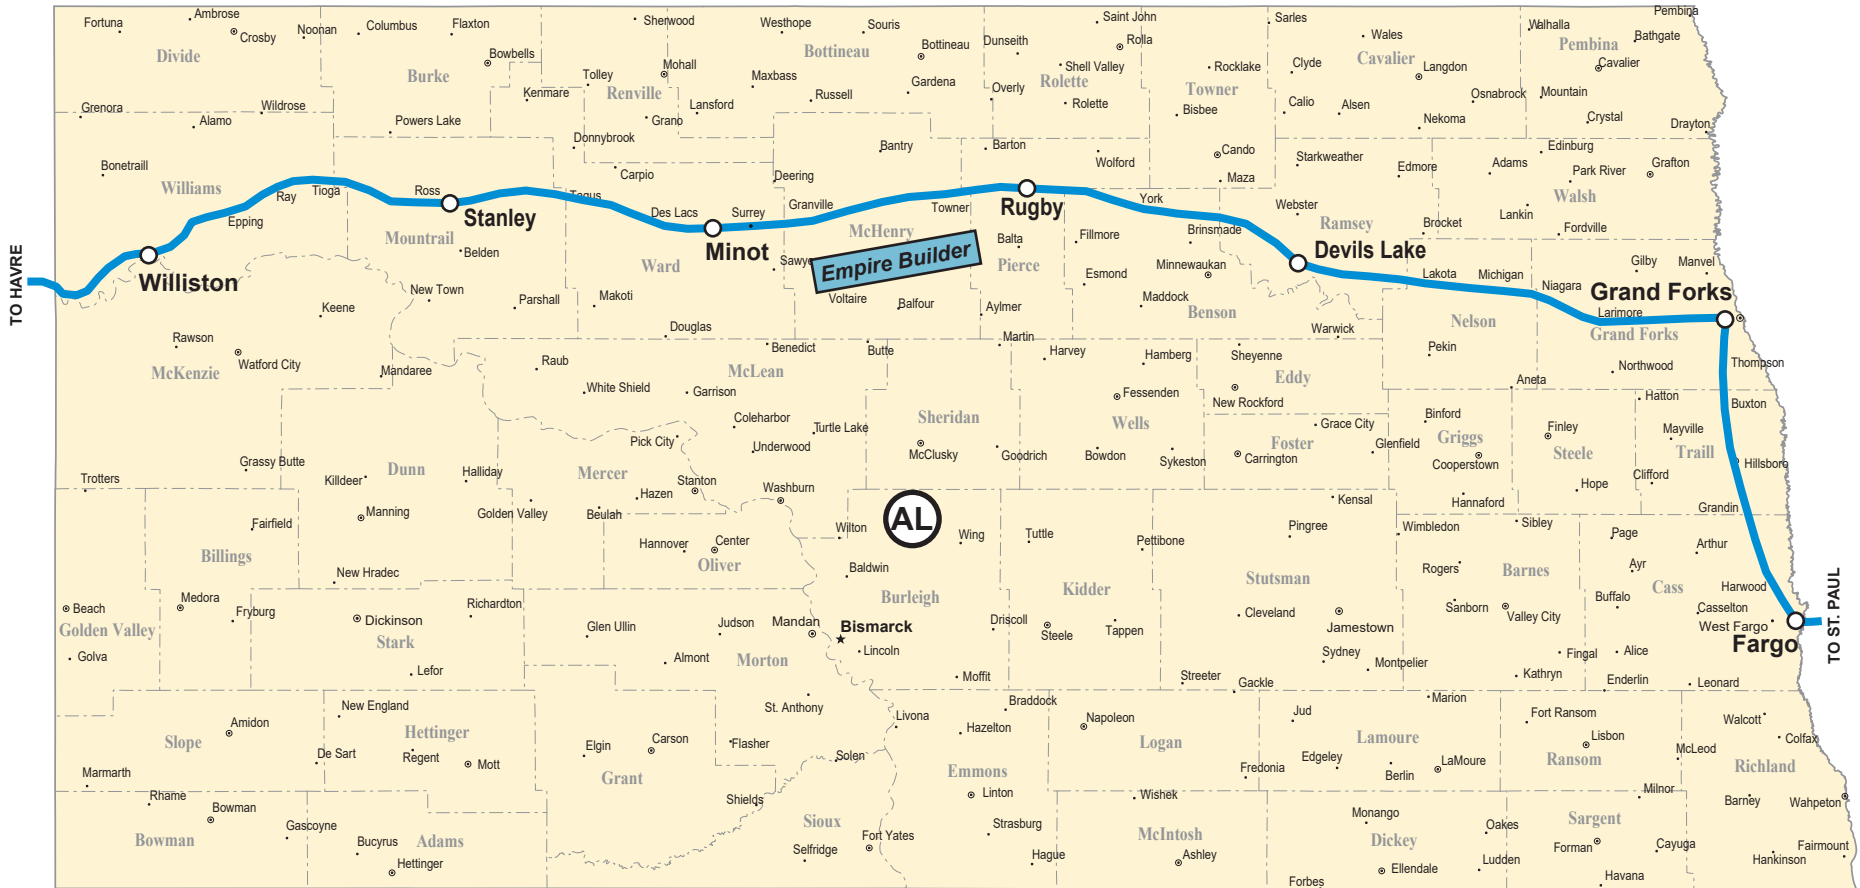 Fortuna
Ambrose
Crosby
Noonan
Columbus
Flaxton
Bowbells
Sherwood
Westhope
Souris
Bottineau
Dunseith
Saint John
Rolla
Sarles
Wales
Walhalla
Pembina
Bathgate
Divide
Burke
Tolley
Mohall
Renville
Bottineau
Maxbass
Russell
Gardena
Overly
Shell Valley
Rolette
Rolette
Rocklake
Towner
Bisbee
Clyde
Cavalier
Langdon
Pembina
Cavalier
Osnabrock
Mountain
Calio
Alsen
Nekoma
Crystal
Drayton
Grenora
Wildrose
Alamo
Powers Lake
Kenmare
Donnybrook
Grano
Lansford
Bantry
Barton
Wolford
Cando
Maza
Starkweather
Edmore
Adams
Edinburg
Park River
Grafton
Walsh
Bonetraill
Williams
Epping
Ray
Tioga
Ross
Stanley
Tagus
Carpio
Deering
Des Lacs
Surrey
Granville
Towner
Rugby
York
Webster
Ramsey
Brocket
Lankin
Fordville
Mountrail
Belden
Ward
Minot
McHenry
Sawye
Empire Builder
Balta
Pierce
Fillmore
Brinsmade
Minnewaukan
Devils Lake
Lakota
Michigan
Niagara
Gilby
Manvel
Grand Forks
Larimore
Grand Forks
TO HAVRE
Williston
Keene
New Town
Parshall
Makoti
Voltaire
Balfour
Aylmer
Esmond
Maddock
Benson
Warwick
Nelson
Rawson
Watford City
McKenzie
Mandaree
Raub
Douglas
Benedict
Butte
Martin
Harvey
Hamberg
Sheyenne
Pekin
Northwood
Thompson
White Shield
Garrison
McLean
Fessenden
New Rockford
Eddy
Aneta
Hatton
Buxton
Coleharbor
Turtle Lake
Sheridan
Wells
Grace City
Binford
Griggs
Finley
Mayville
Pick City
Underwood
McClusky
Goodrich
Bowdon
Sykeston
Foster
Carrington
Glenfield
Cooperstown
Steele
Traill
Hillsboro
Trotters
Grassy Butte
Killdeer
Dunn
Halliday
Mercer
Hazen
Stanton
Washburn
Clifford
Hope
Manning
Golden Valley
Beulah
Kensal
Hannaford
Grandin
Fairfield
Billings
Hannover
Center
Oliver
Wilton
AL
Wing
Tuttle
Pettibone
Pingree
Wimbledon
Sibley
Page
Arthur
New Hradec
Baldwin
Burleigh
Kidder
Stutsman
Rogers
Barnes
Ayr
Cass
Harwood
Beach
Medora
Fryburg
Dickinson
Richardton
Golden Valley
Golva
Stark
Lefor
Glen Ullin
Judson
Mandan
Bismarck
Lincoln
Almont
Morton
Driscoll
Steele
Tappen
Cleveland
Jamestown
Sanborn
Valley City
Buffalo
Casselton
West Fargo
Fargo
TO ST. PAUL
Moffit
Streeter
Gackle
Sydney
Montpelier
Fingal
Alice
Kathryn
Enderlin
Leonard
Marion
New England
Amidon
Slope
De Sart
Hettinger
Regent
Mott
St. Anthony
Livona
Braddock
Hazelton
Napoleon
Logan
Jud
Lamoure
Fort Ransom
Lisbon
Ransom
Walcott
Colfax
McLeod
Richland
Marmarth
Elgin
Carson
Grant
Flasher
Solen
Emmons
Linton
Fredonia
Edgeley
Berlin
LaMoure
Milnor
Barney
Wahpeton
Rhame
Bowman
Bowman
Gascoyne
Bucyrus
Adams
Hettinger
Shields
Sioux
Selfridge
Fort Yates
Strasburg
Hague
Wishek
McIntosh
Ashley
Monango
Dickey
Ellendale
Forbes
Oakes
Ludden
Sargent
Forman
Cayuga
Havana
Hankinson
Fairmount